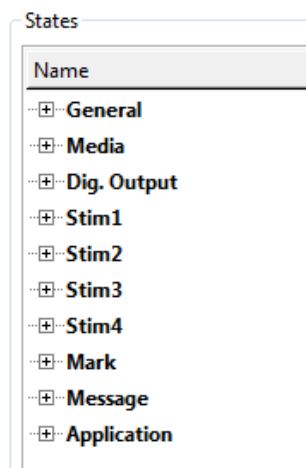 States
Name
General
Media
Dig. Output
Stim1
Stim2
Stim3
Stim4
Mark
Message
Application